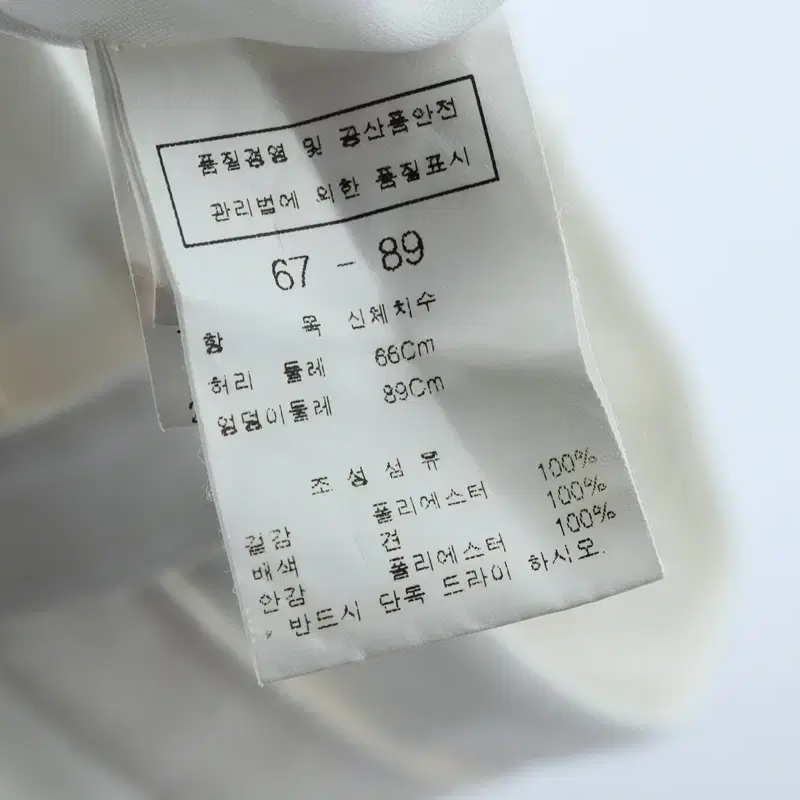 품질경영 및 공산품안전
관리법에 의한 품질표시
67 - 89
항 목 신체치수
허리 둘레 66Cm
엉덩이둘레 89Cm
조성섬유
겉감 폴리에스터 100%
배색 견 100%
안감 폴리에스터 100%
. 반드시 단독 드라이 하시오.